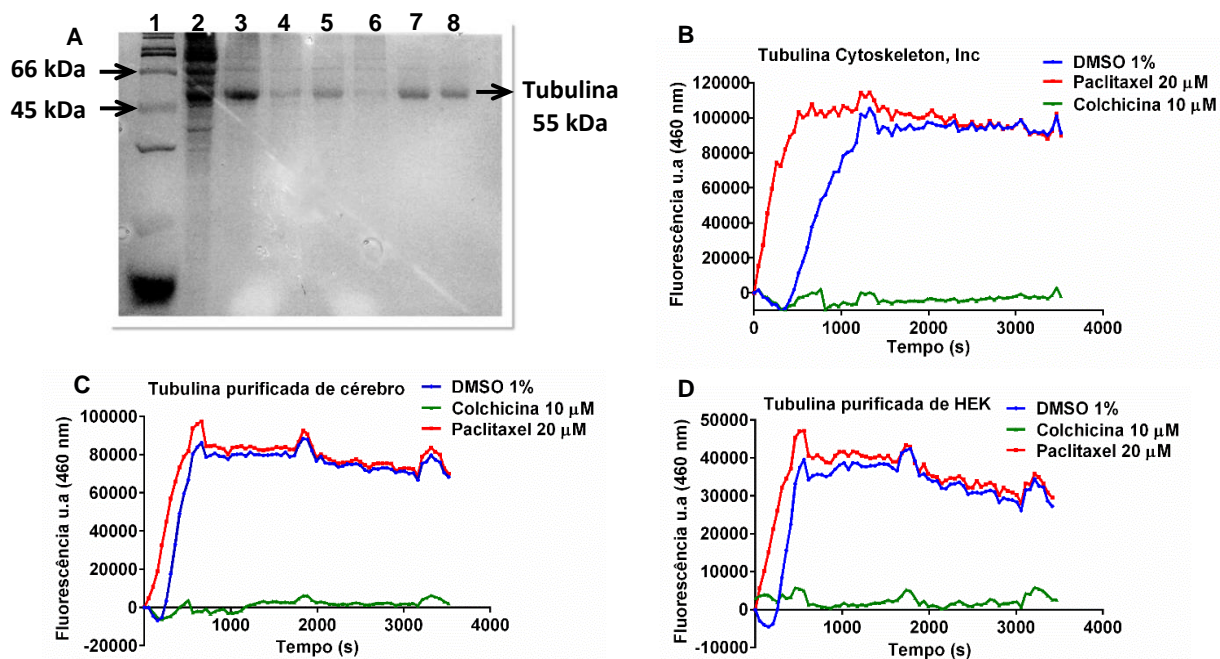 A
1 2 3 4 5 6 7 8
66 kDa
45 kDa
Tubulina
55 kDa
B
Tubulina Cytoskeleton, Inc
DMSO 1%
Paclitaxel 20 μM
Colchicina 10 μM
Fluorescência u.a (460 nm)
120000
100000
80000
60000
40000
20000
0
0 1000 2000 3000 4000
Tempo (s)
C
Tubulina purificada de cérebro
DMSO 1%
Colchicina 10 μM
Paclitaxel 20 μM
Fluorescência u.a (460 nm)
100000
80000
60000
40000
20000
0
-20000
1000 2000 3000 4000
Tempo (s)
D
Tubulina purificada de HEK
DMSO 1%
Colchicina 10 μM
Paclitaxel 20 μM
Fluorescência u.a (460 nm)
50000
40000
30000
20000
10000
0
-10000
1000 2000 3000 4000
Tempo (s)